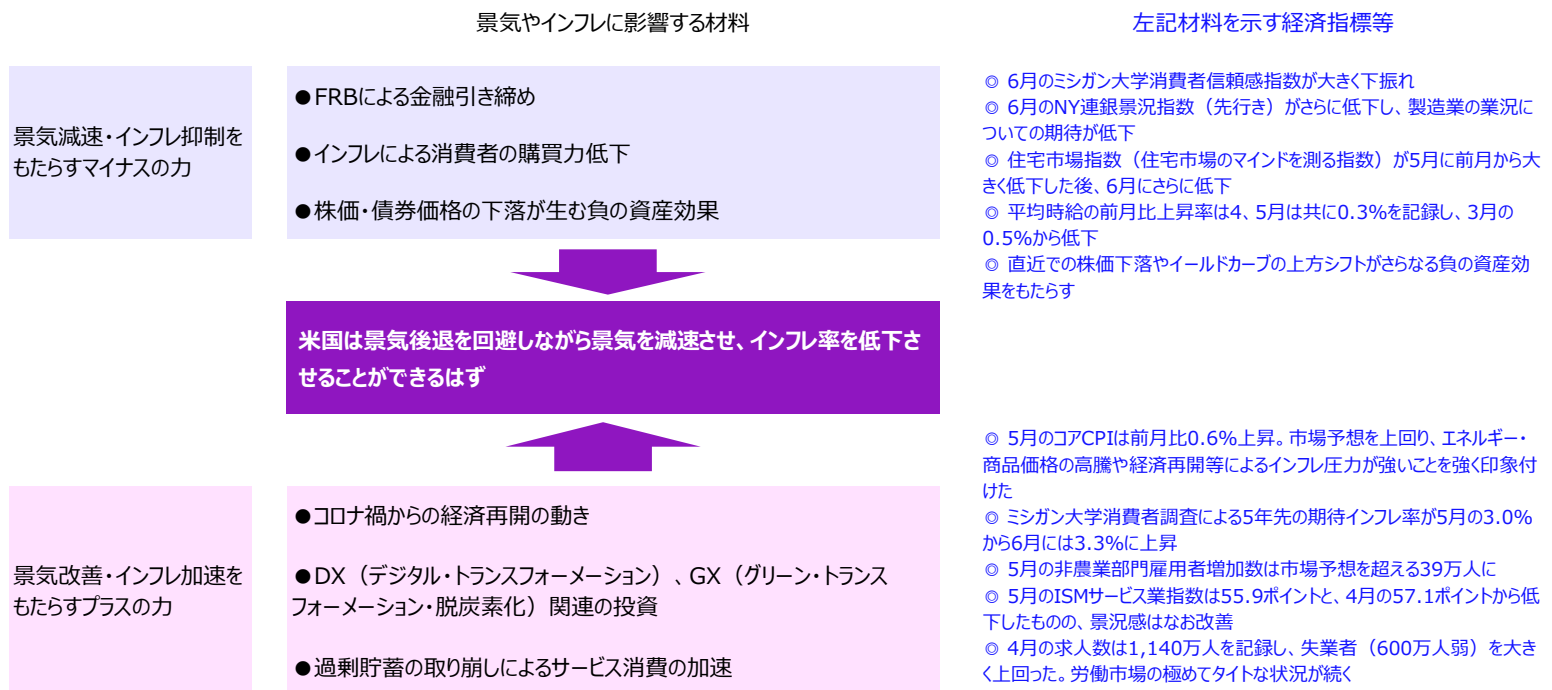 景気やインフレに影響する材料
左記材料を示す経済指標等
景気減速・インフレ抑制を
もたらすマイナスの力
●FRBによる金融引き締め
●インフレによる消費者の購買力低下
●株価・債券価格の下落が生む負の資産効果
◎ 6月のミシガン大学消費者信頼感指数が大きく下振れ
◎ 6月のNY連銀景況指数（先行き）がさらに低下し、製造業の業況に
ついての期待が低下
◎ 住宅市場指数（住宅市場のマインドを測る指数）が5月に前月から大
きく低下した後、6月にさらに低下
◎ 平均時給の前月比上昇率は4、5月は共に0.3%を記録し、3月の
0.5%から低下
◎ 直近での株価下落やイールドカーブの上方シフトがさらなる負の資産効
果をもたらす
米国は景気後退を回避しながら景気を減速させ、インフレ率を低下さ
せることができるはず
景気改善・インフレ加速を
もたらすプラスの力
●コロナ禍からの経済再開の動き
●DX（デジタル・トランスフォーメーション）、GX（グリーン・トランス
フォーメーション・脱炭素化）関連の投資
●過剰貯蓄の取り崩しによるサービス消費の加速
◎ 5月のコアCPIは前月比0.6%上昇。市場予想を上回り、エネルギー・
商品価格の高騰や経済再開等によるインフレ圧力が強いことを強く印象付
けた
◎ ミシガン大学消費者調査による5年先の期待インフレ率が5月の3.0%
から6月には3.3%に上昇
◎ 5月の非農業部門雇用者増加数は市場予想を超える39万人に
◎ 5月のISMサービス業指数は55.9ポイントと、4月の57.1ポイントから低
下したものの、景況感はなお改善
◎ 4月の求人数は1,140万人を記録し、失業者（600万人弱）を大き
く上回った。労働市場の極めてタイトな状況が続く